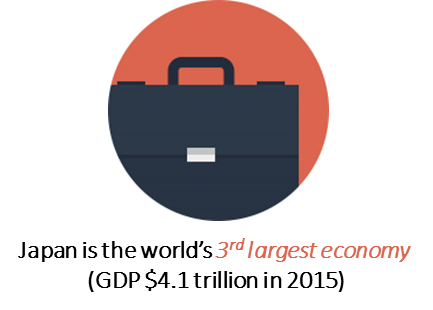 Japan is the world's 3rd largest economy
(GDP $4.1 trillion in 2015)